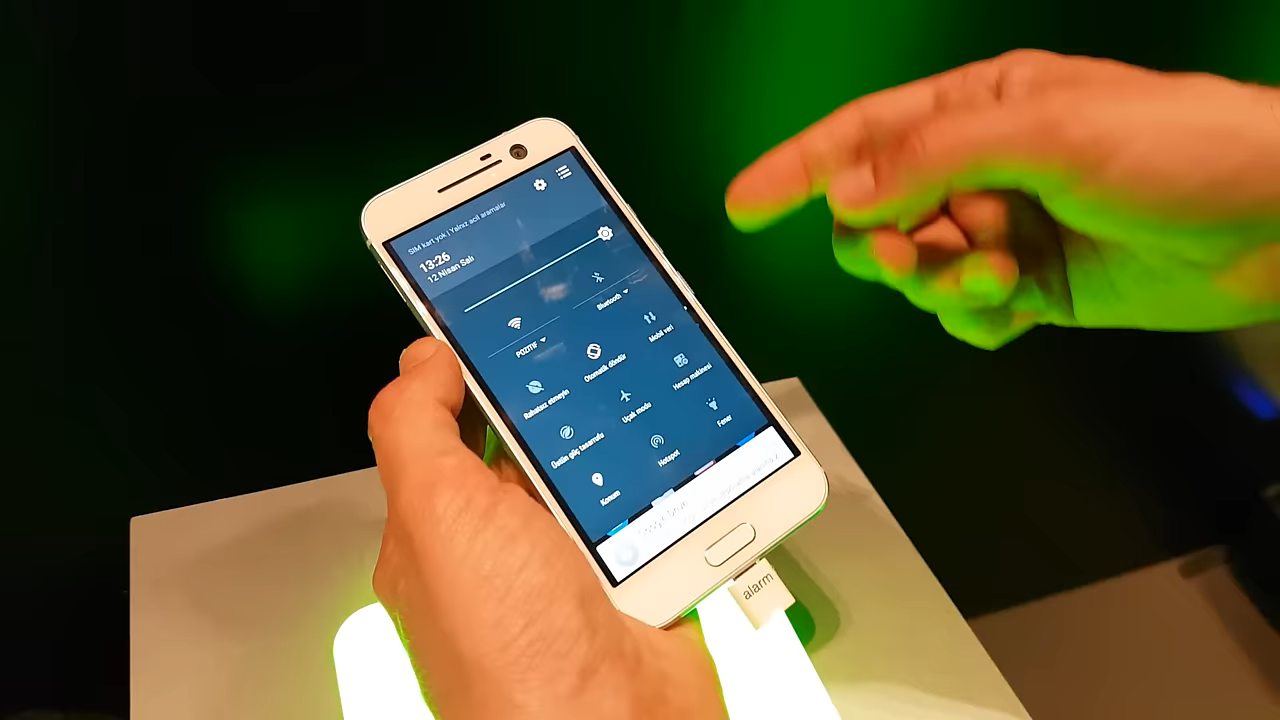 SIM kart yok | Yalnız acil aramalar
13:26
12 Nisan Salı
POZITIF
Bluetooth
Rahatsız etmeyin
Otomatik döndür
Mobil veri
Üstün güç tasarrufu
Uçak modu
Hesap makinesi
Konum
Hotspot
Fener
alarm